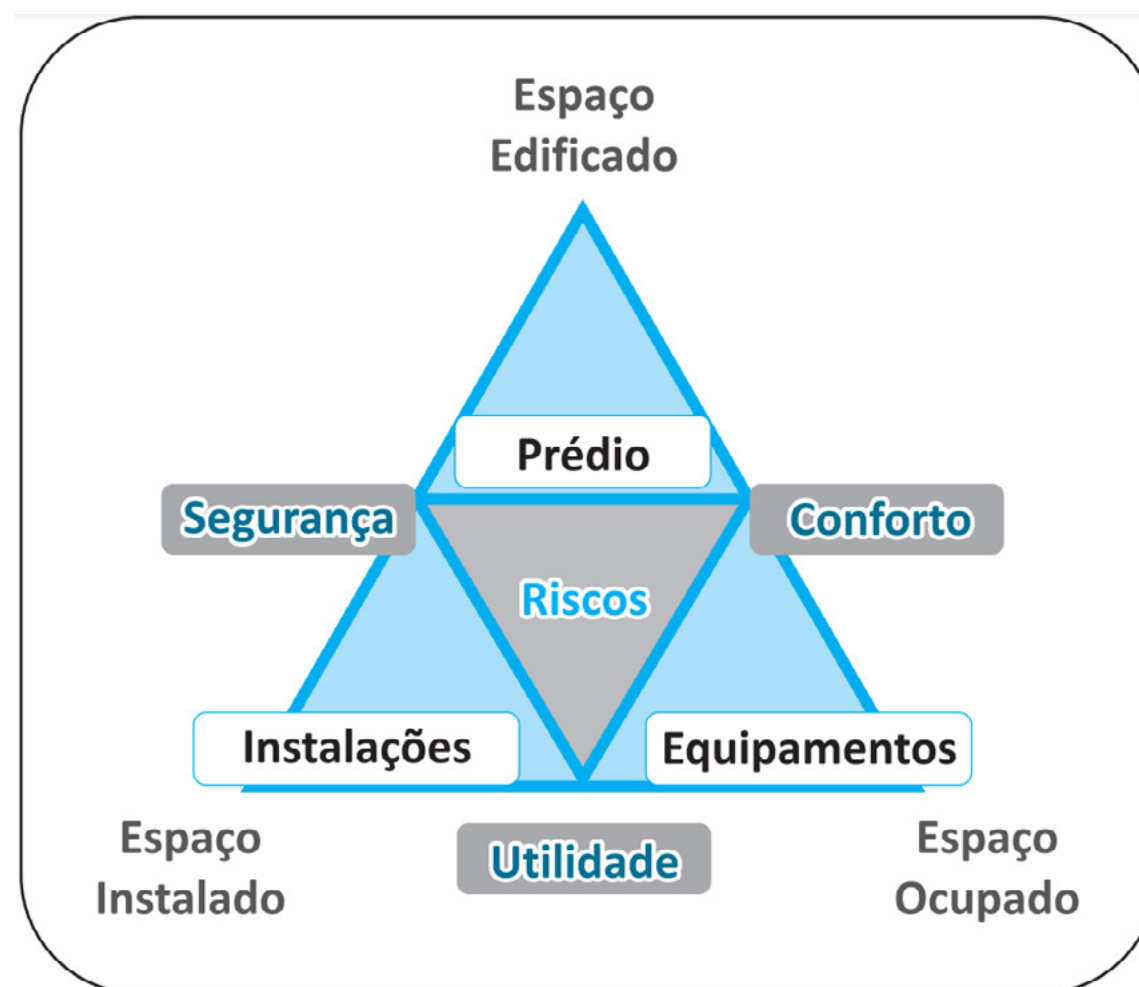 Espaço
Edificado
Prédio
Segurança
Conforto
Riscos
Instalações
Equipamentos
Espaço
Instalado
Utilidade
Espaço
Ocupado